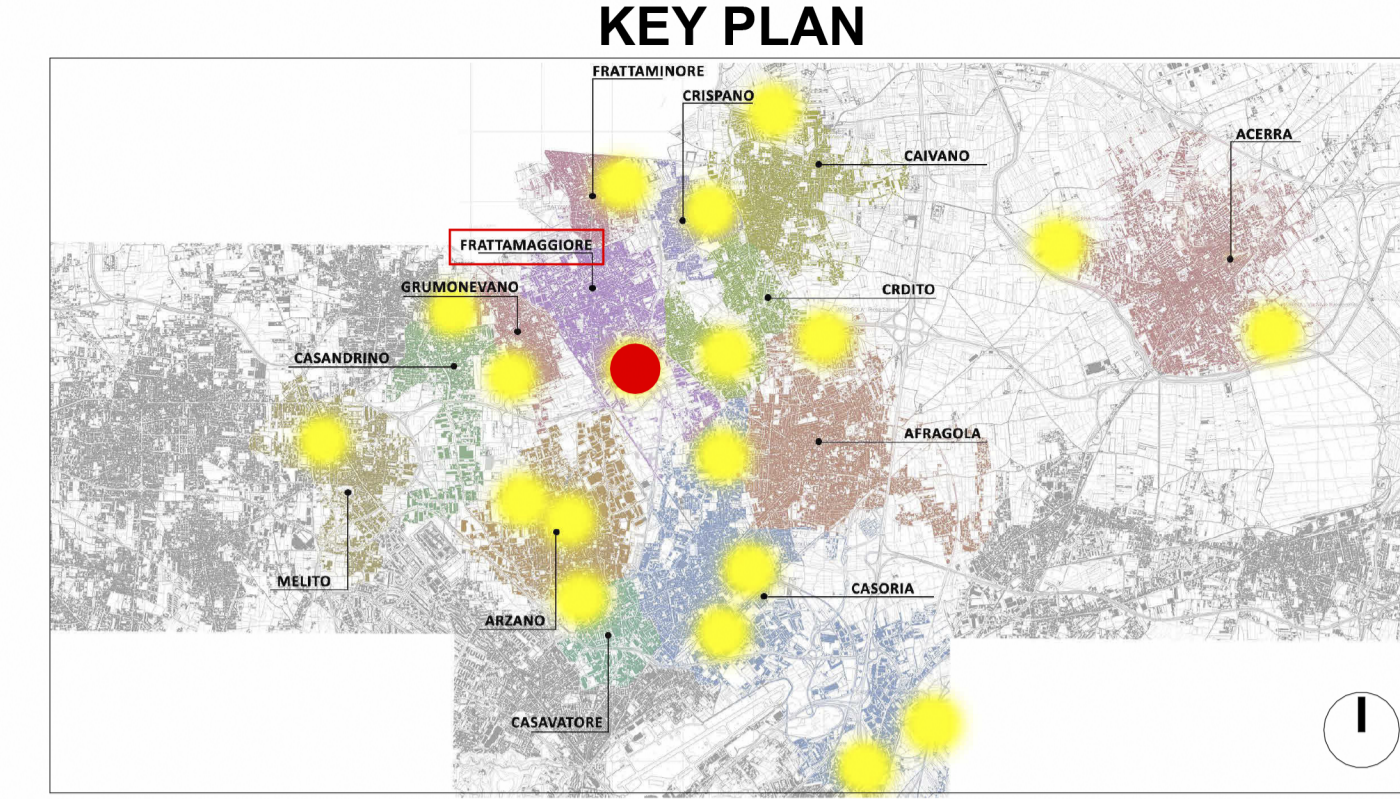 KEY PLAN
FRATTAMINORE
CRISPANO
ACERRA
CAIVANO
FRATTAMAGGIORE
GRUMONEVANO
CRDITO
CASANDRINO
AFRAGOLA
MELITO
CASORIA
ARZANO
CASAVATORE